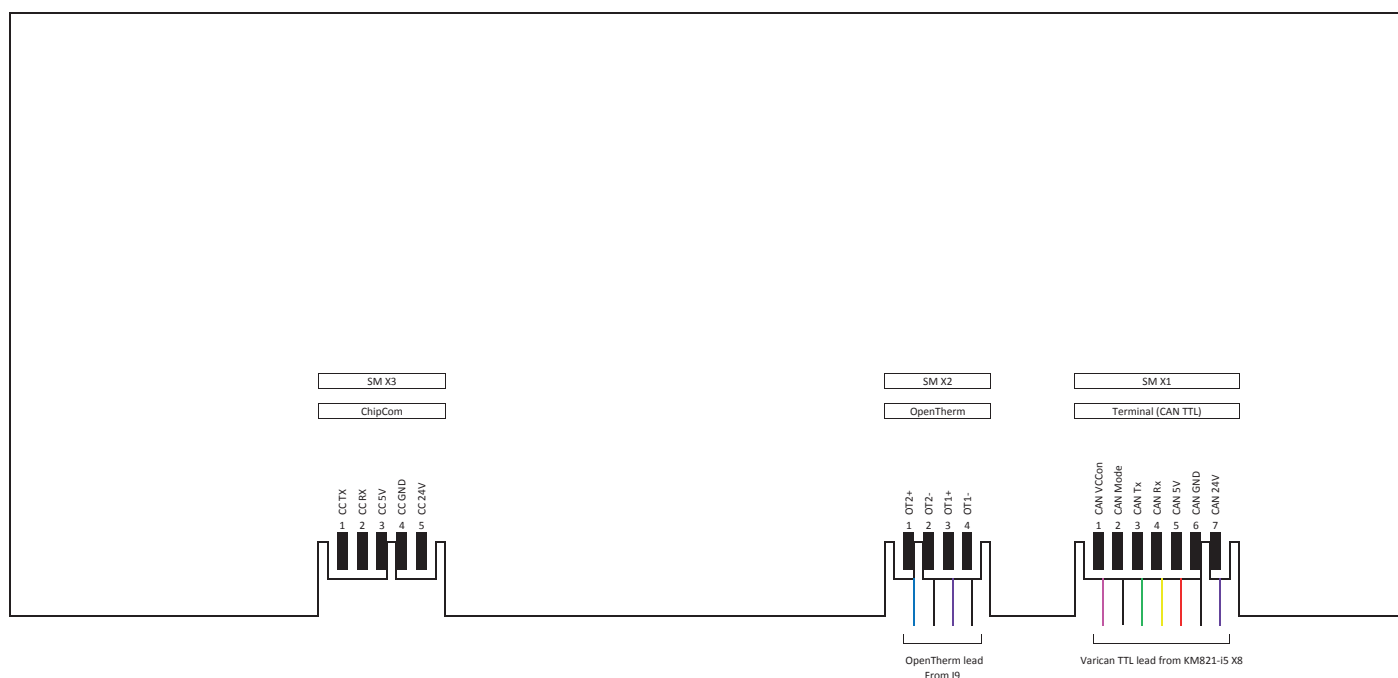 SM X3
SM X2
SM X1
ChipCom
OpenTherm
Terminal (CAN TTL)
CC TX
CC RX
CC 5V
CC GND
CC 24V
1 2 3 4 5
OT2+
OT2-
OT1+
OT1-
1 2 3 4
CAN VCCon
CAN Mode
CAN Tx
CAN Rx
CAN 5V
CAN GND
CAN 24V
1 2 3 4 5 6 7
OpenTherm lead
From J9
Varican TTL lead from KM821-i5 X8